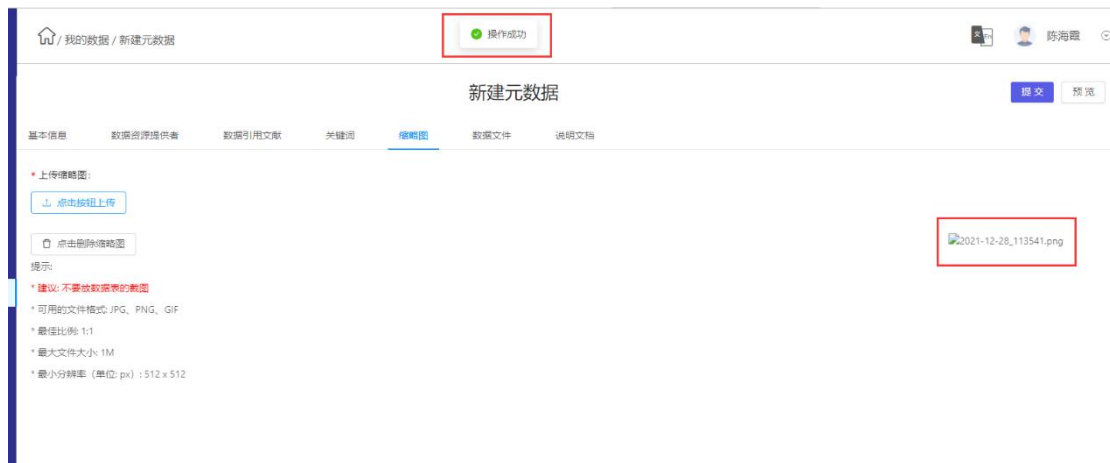 / 我的数据 / 新建元数据
操作成功
陈海霞
新建元数据
提交 预览
基本信息 数据资源提供者 数据引用文献 关键词 缩略图 数据文件 说明文档
* 上传缩略图:
点击按钮上传
点击删除缩略图
2021-12-28_113541.png
提示:
* 建议: 不要放数据表的截图
* 可用的文件格式: JPG、PNG、GIF
* 最佳比例: 1:1
* 最大文件大小: 1M
* 最小分辨率（单位: px）: 512 x 512